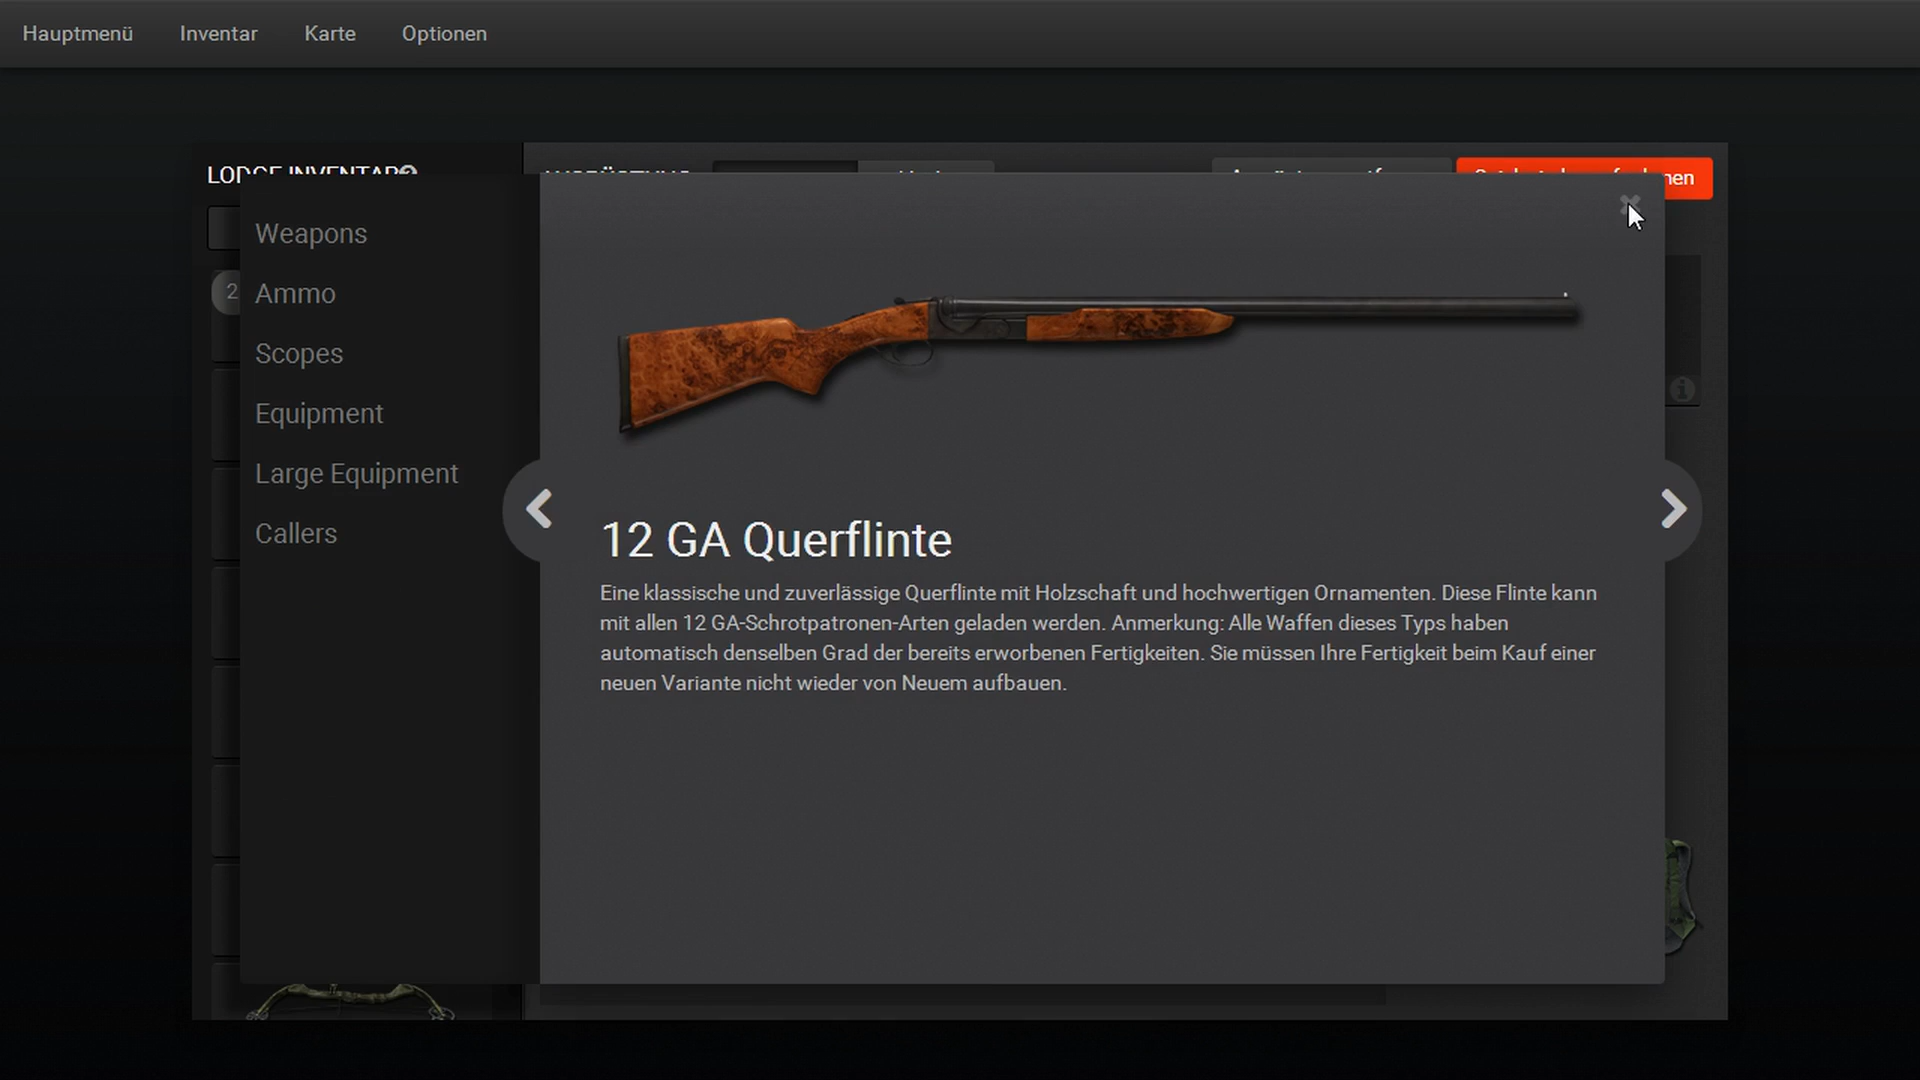 Hauptmenü Inventar Karte Optionen
LODGE INVENTAR
2
Weapons
Ammo
Scopes
Equipment
Large Equipment
Callers
12 GA Querflinte
Eine klassische und zuverlässige Querflinte mit Holzschaft und hochwertigen Ornamenten. Diese Flinte kann
mit allen 12 GA-Schrotpatronen-Arten geladen werden. Anmerkung: Alle Waffen dieses Typs haben
automatisch denselben Grad der bereits erworbenen Fertigkeiten. Sie müssen Ihre Fertigkeit beim Kauf einer
neuen Variante nicht wieder von Neuem aufbauen.